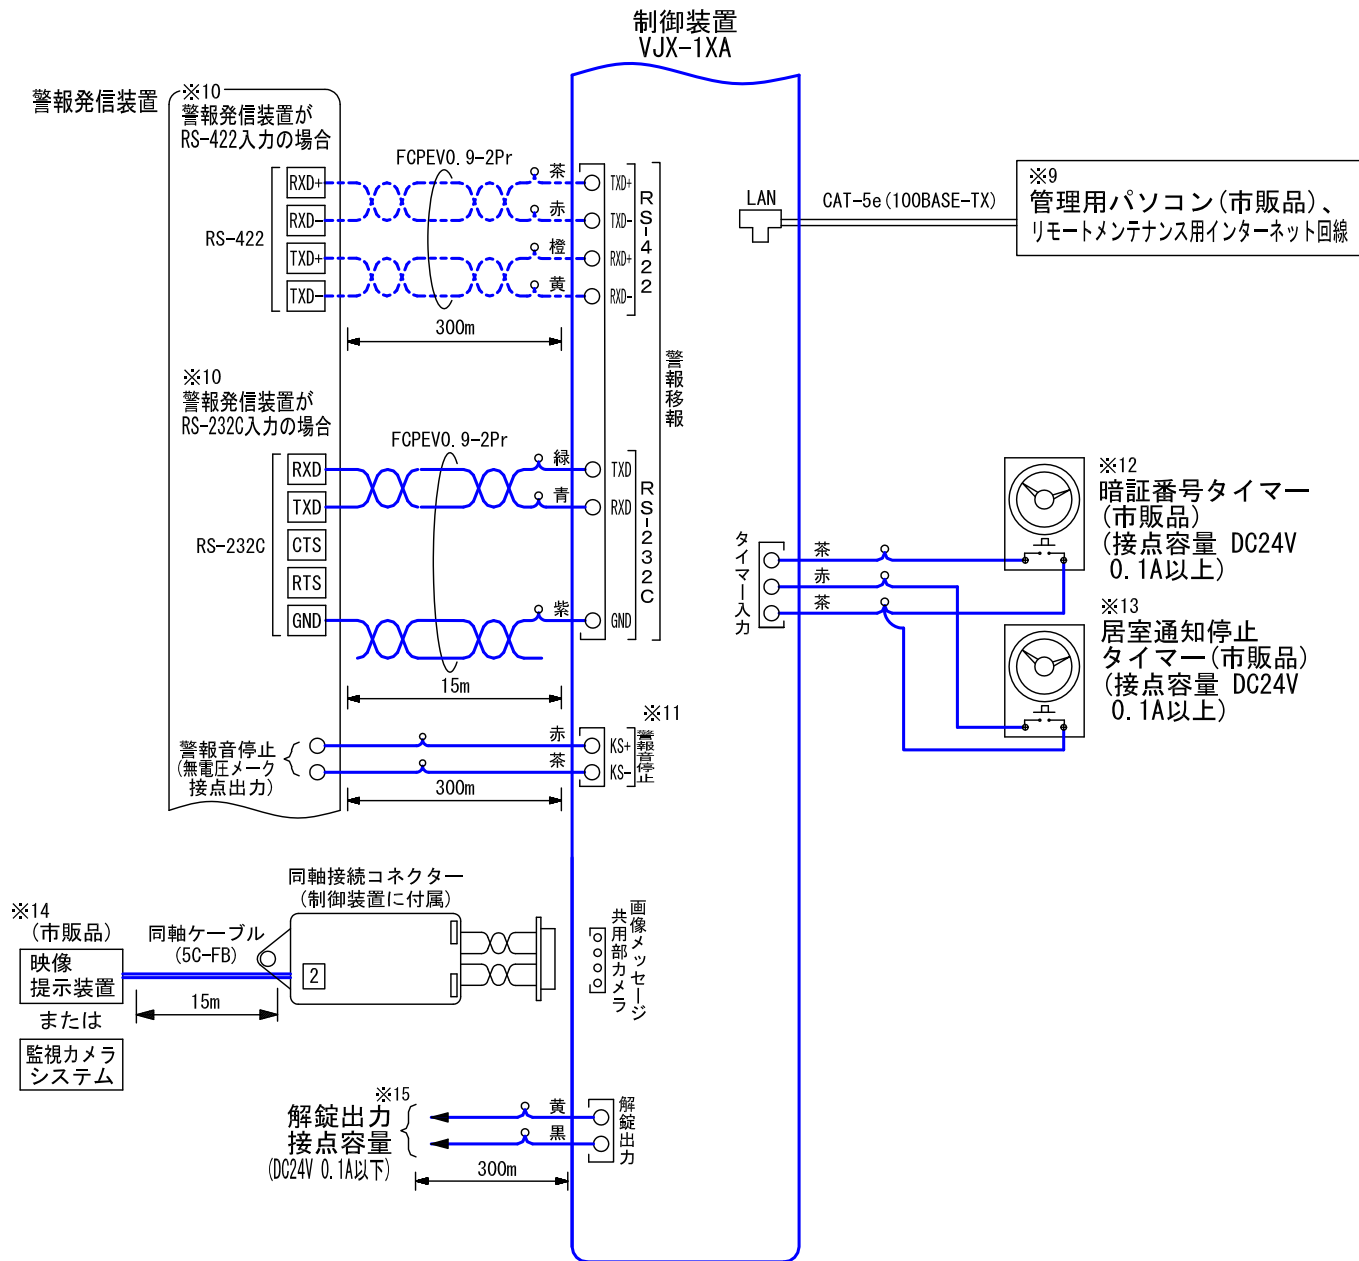 制御装置
VJX-1XA
警報発信装置
※10
警報発信装置が
RS-422入力の場合
FCPEV0.9-2Pr
RXD+
RXD-
TXD+
TXD-
RS-422
茶
赤
橙
黄
TXD+
TXD-
RXD+
RXD-
RS-422
300m
警報移報
※10
警報発信装置が
RS-232C入力の場合
FCPEV0.9-2Pr
RXD
TXD
CTS
RTS
GND
RS-232C
緑
青
紫
TXD
RXD
GND
RS-232C
15m
※11
警報音停止
(無電圧メーク
接点出力)
赤
茶
KS+
KS-
警報音停止
300m
LAN
CAT-5e(100BASE-TX)
※9
管理用パソコン(市販品)、
リモートメンテナンス用インターネット回線
タイマー入力
茶
赤
茶
※12
暗証番号タイマー
(市販品)
(接点容量 DC24V
0.1A以上)
※13
居室通知停止
タイマー(市販品)
(接点容量 DC24V
0.1A以上)
同軸接続コネクター
(制御装置に付属)
※14
(市販品)
映像
提示装置
または
監視カメラ
システム
同軸ケーブル
(5C-FB)
15m
2
画像メッセージ
共用部カメラ
※15
解錠出力
接点容量
(DC24V 0.1A以下)
黄
黒
解錠出力
300m